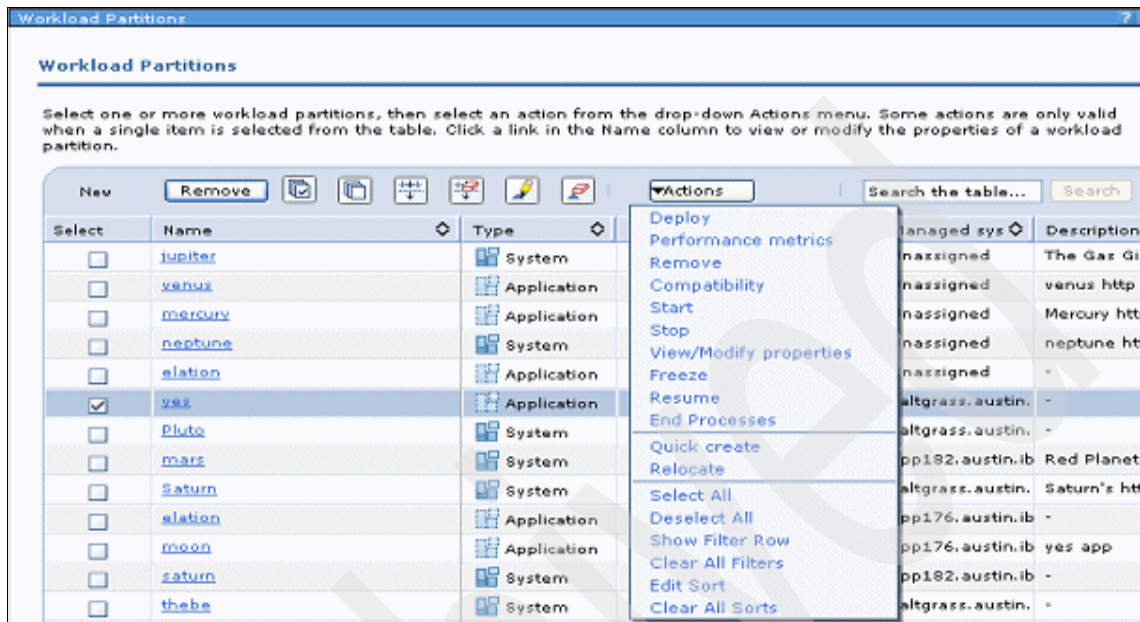 Workload Partitions
?
Workload Partitions
Select one or more workload partitions, then select an action from the drop-down Actions menu. Some actions are only valid
when a single item is selected from the table. Click a link in the Name column to view or modify the properties of a workload
partition.
New Remove Actions Search the table... Search
Select Name Type Managed sys Description
jupiter System nassigned The Gas Gi
venus Application nassigned venus http
mercury Application nassigned Mercury htt
neptune System nassigned neptune ht
elation Application nassigned -
yes Application altgrass.austin. -
Pluto System altgrass.austin. -
mars System pp182.austin.ib Red Planet
Saturn System altgrass.austin. Saturn's htt
elation Application pp176.austin.ib -
moon Application pp176.austin.ib yes app
saturn System pp182.austin.ib -
thebe System altgrass.austin. -
Deploy
Performance metrics
Remove
Compatibility
Start
Stop
View/Modify properties
Freeze
Resume
End Processes
Quick create
Relocate
Select All
Deselect All
Show Filter Row
Clear All Filters
Edit Sort
Clear All Sorts